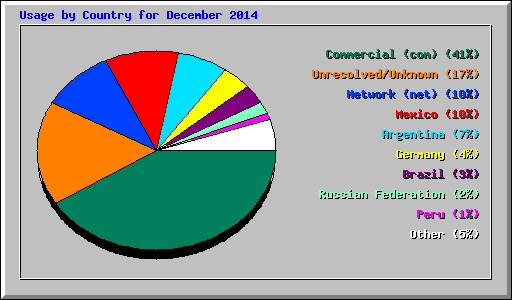 Usage by Country for December 2014
Commercial (com) (41%)
Unresolved/Unknown (17%)
Network (net) (10%)
Mexico (10%)
Argentina (7%)
Germany (4%)
Brazil (3%)
Russian Federation (2%)
Peru (1%)
Other (5%)